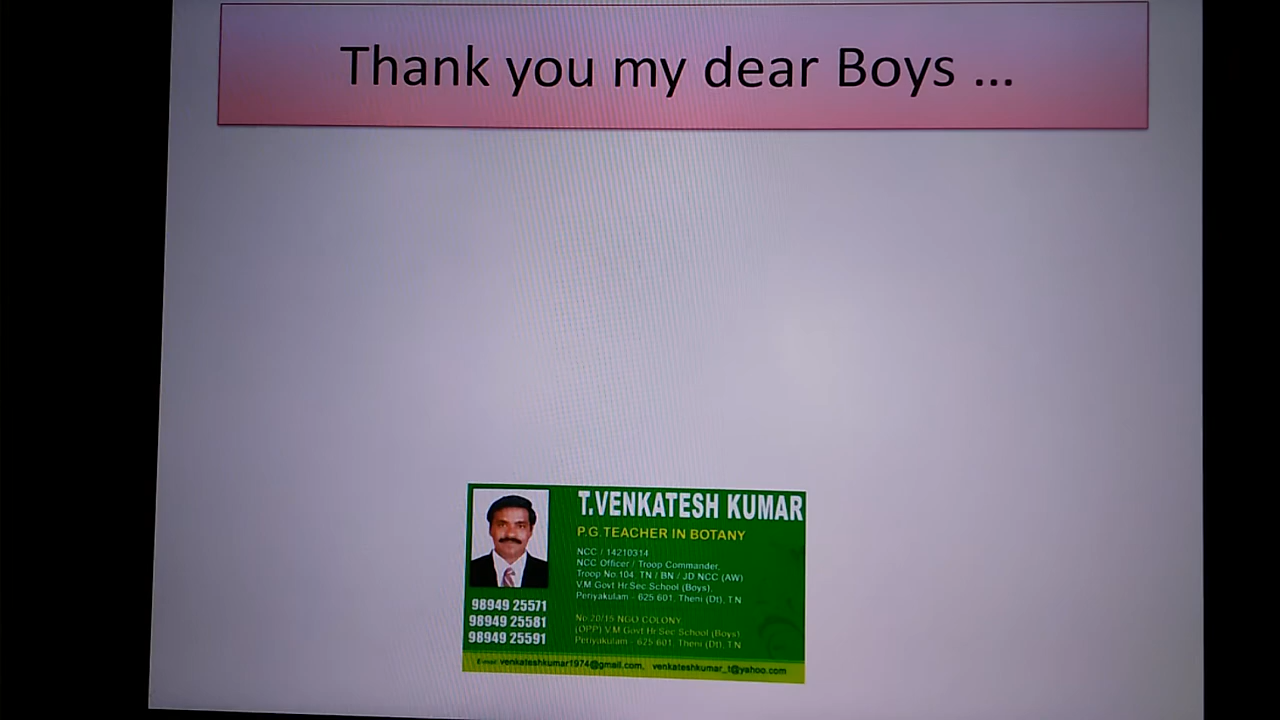 Thank you my dear Boys ...
T.VENKATESH KUMAR
P.G.TEACHER IN BOTANY
NCC / 14210314
NCC Officer / Troop Commander,
Troop No.104 TN / BN / JD NCC (AW)
V.M Govt Hr.Sec School (Boys),
Periyakulam - 625 601, Theni (Dt), T.N
98949 25571
98949 25581
98949 25591
No.20/15 NGO COLONY
(OPP) V.M Govt Hr Sec School (Boys)
Periyakulam - 625 601, Theni (Dt), T.N
E-mail: venkateshkumar1974@gmail.com, venkateshkumar_t@yahoo.com